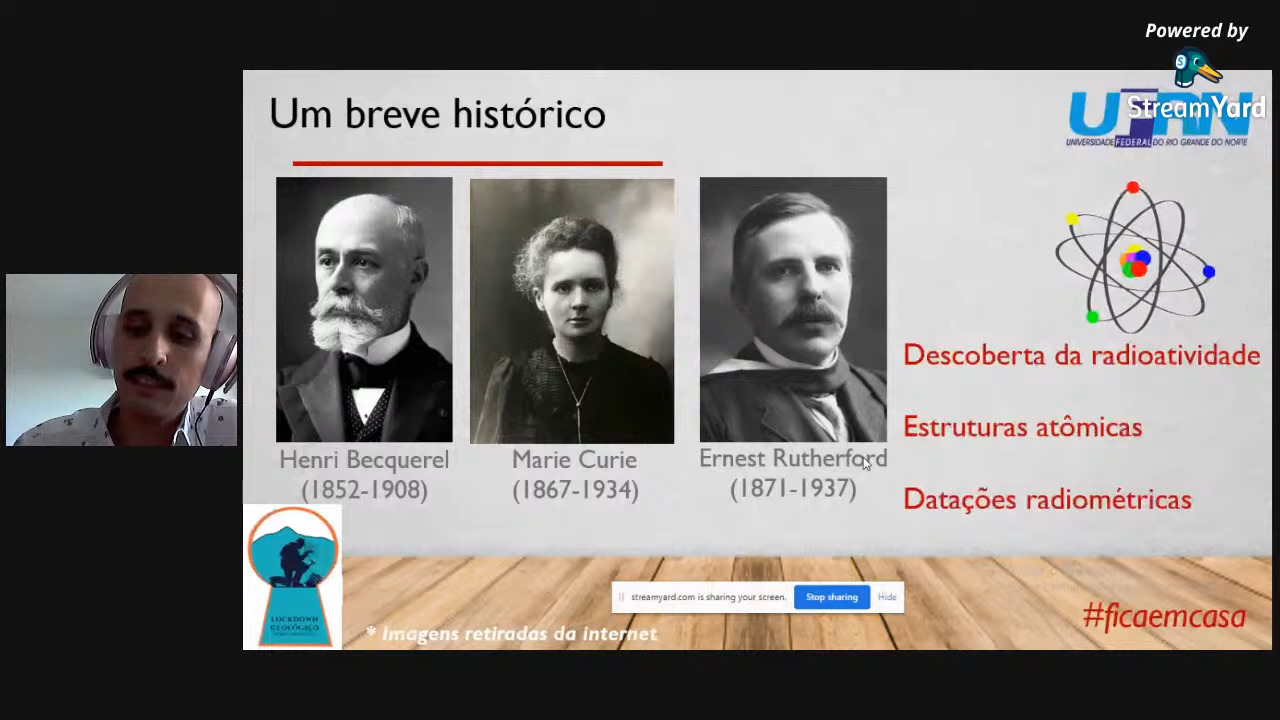 Powered by
StreamYard
Um breve histórico
UFRN
UNIVERSIDADE FEDERAL DO RIO GRANDE DO NORTE
Henri Becquerel
(1852-1908)
Marie Curie
(1867-1934)
Ernest Rutherford
(1871-1937)
Descoberta da radioatividade
Estruturas atômicas
Datações radiométricas
LOCKDOWN
GEOLÓGICO
streamyard.com is sharing your screen.
Stop sharing
Hide
* Imagens retiradas da internet
#ficaemcasa